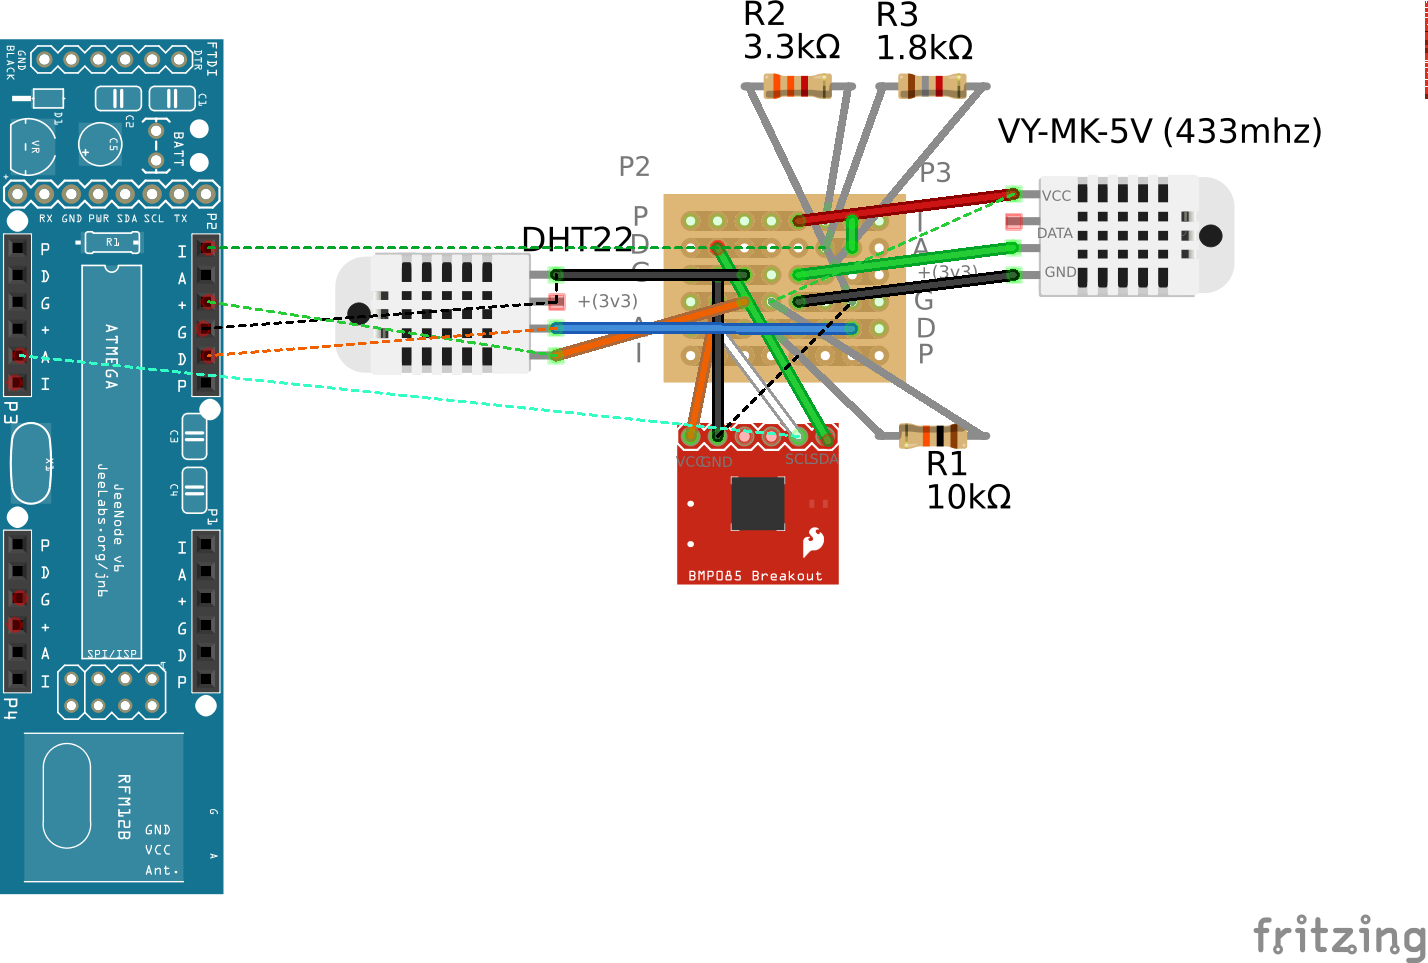 R2
3.3kΩ
R3
1.8kΩ
VY-MK-5V (433mhz)
P2
P3
P
D
G
+(3v3)
A
I
I
A
+(3v3)
G
D
P
DHT22
VCC
DATA
GND
R1
10kΩ
VCC
GND
SCL
SDA
BMP085 Breakout
BLACK
GND
DTR
FTDI
D1
C2
C1
VR
C5
BATT
RX GND PWR SDA SCL TX
R1
P2
P
D
G
+
A
I
P3
I
A
+
G
D
P
ATMEGA
X1
C3
C4
JeeNode v6
JeeLabs.org/jn6
P1
P
D
G
+
A
I
P4
I
A
+
G
D
P
SPI/ISP
1
RFM12B
GND
VCC
Ant.
G
A
fritzing